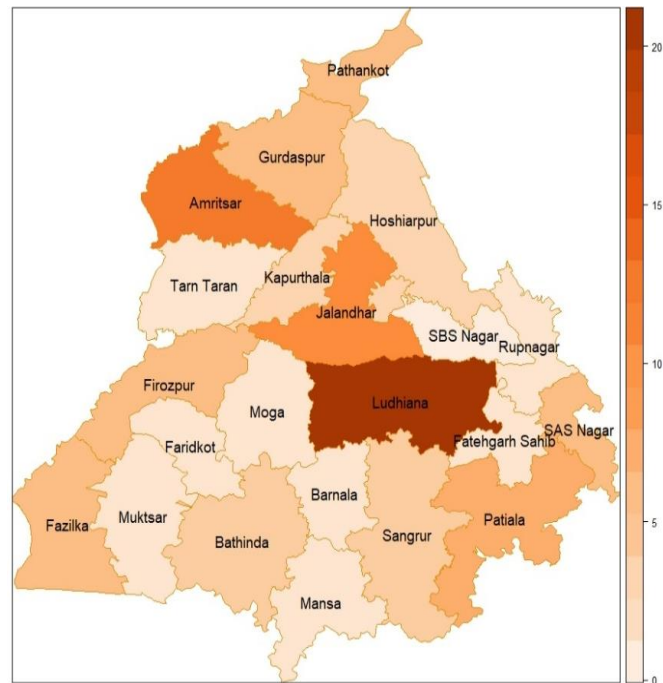 20
Pathankot
Gurdaspur
Amritsar
Hoshiarpur
15
Kapurthala
Tarn Taran
Jalandhar
SBS Nagar
Rupnagar
10
Firozpur
Ludhiana
Moga
SAS Nagar
Fatehgarh Sahib
Faridkot
Barnala
Muktsar
Patiala
5
Fazilka
Sangrur
Bathinda
Mansa
0